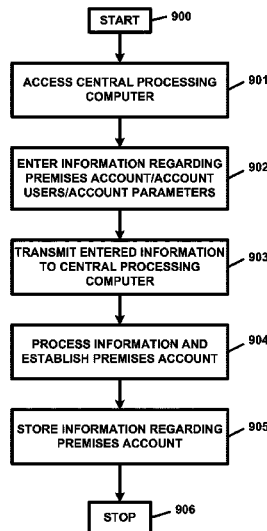 START
900
ACCESS CENTRAL PROCESSING
COMPUTER
901
ENTER INFORMATION REGARDING
PREMISES ACCOUNT/ACCOUNT
USERS/ACCOUNT PARAMETERS
902
TRANSMIT ENTERED INFORMATION
TO CENTRAL PROCESSING
COMPUTER
903
PROCESS INFORMATION AND
ESTABLISH PREMISES ACCOUNT
904
STORE INFORMATION REGARDING
PREMISES ACCOUNT
905
STOP
906